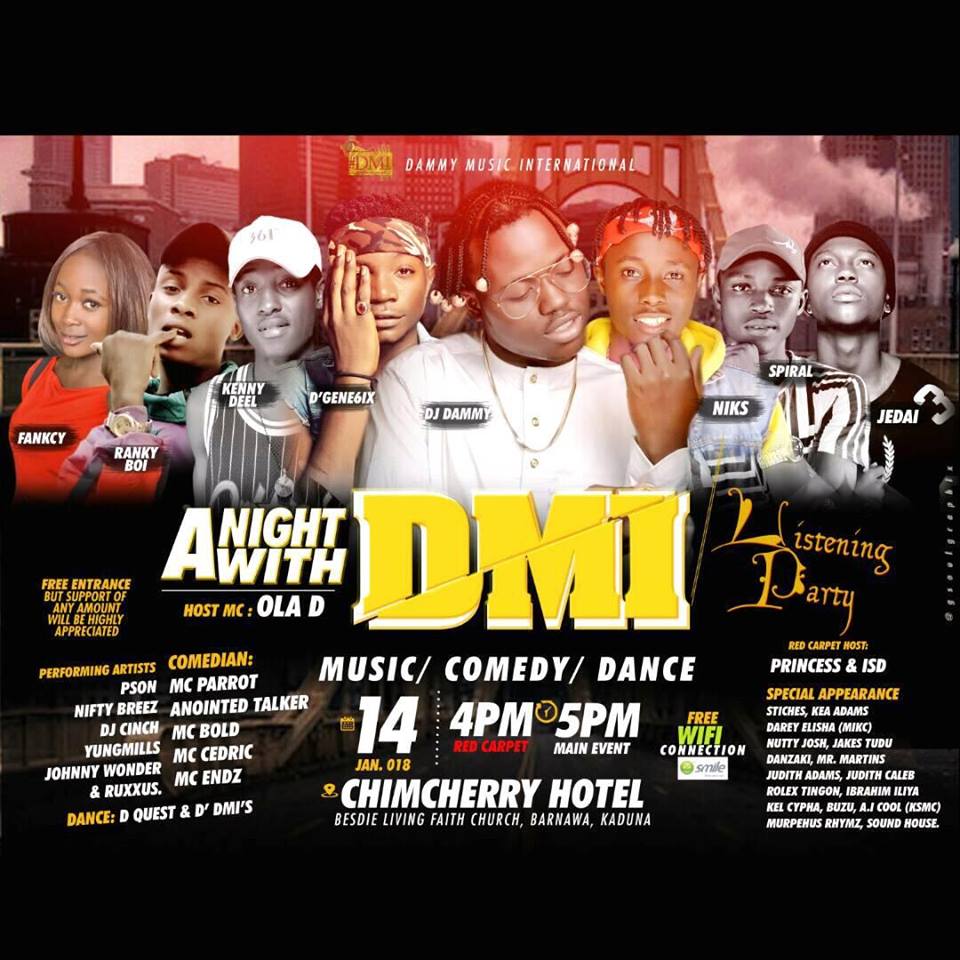 DMI DAMMY MUSIC INTERNATIONAL
FANKCY
RANKY
BOI
KENNY
DEEL
D'GENE6IX
DJ DAMMY
NIKS
SPIRAL
JEDAI
@gsoulgraphix
A NIGHT
WITH
DMI
Listening
Party
HOST MC : OLA D
FREE ENTRANCE
BUT SUPPORT OF
ANY AMOUNT
WILL BE HIGHLY
APPRECIATED
PERFORMING ARTISTS
PSON
NIFTY BREEZ
DJ CINCH
YUNGMILLS
JOHNNY WONDER
& RUXXUS.
COMEDIAN:
MC PARROT
ANOINTED TALKER
MC BOLD
MC CEDRIC
MC ENDZ
DANCE: D QUEST & D' DMI'S
MUSIC/ COMEDY/ DANCE
14
JAN. 018
4PM
RED CARPET
5PM
MAIN EVENT
FREE
WIFI
CONNECTION
smile
CHIMCHERRY HOTEL
BESDIE LIVING FAITH CHURCH, BARNAWA, KADUNA
RED CARPET HOST:
PRINCESS & ISD
SPECIAL APPEARANCE
STICHES, KEA ADAMS
DAREY ELISHA (MIKC)
NUTTY JOSH, JAKES TUDU
DANZAKI, MR. MARTINS
JUDITH ADAMS, JUDITH CALEB
ROLEX TINGON, IBRAHIM ILIYA
KEL CYPHA, BUZU, A.I COOL (KSMC)
MURPEHUS RHYMZ, SOUND HOUSE.